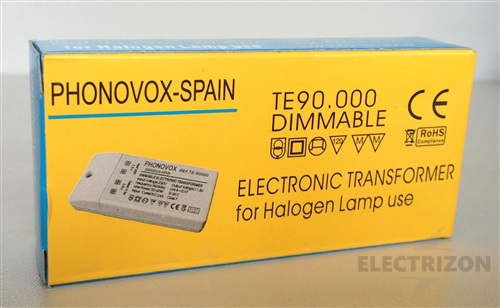 for Halogen Lamp use
PHONOVOX-SPAIN
TE90.000
DIMMABLE
CE
120 M M
RoHS
Compliance
PHONOVOX
ELECTRONIC TRANSFORMER
for Halogen Lamp use
ELECTRIZON